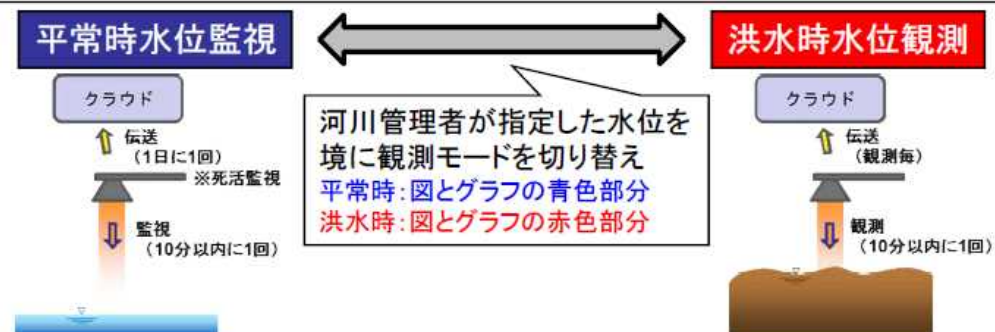 平常時水位監視
洪水時水位観測
クラウド
伝送
(1日に1回)
※死活監視
監視
(10分以内に1回)
河川管理者が指定した水位を
境に観測モードを切り替え
平常時:図とグラフの青色部分
洪水時:図とグラフの赤色部分
クラウド
伝送
(観測毎)
観測
(10分以内に1回)